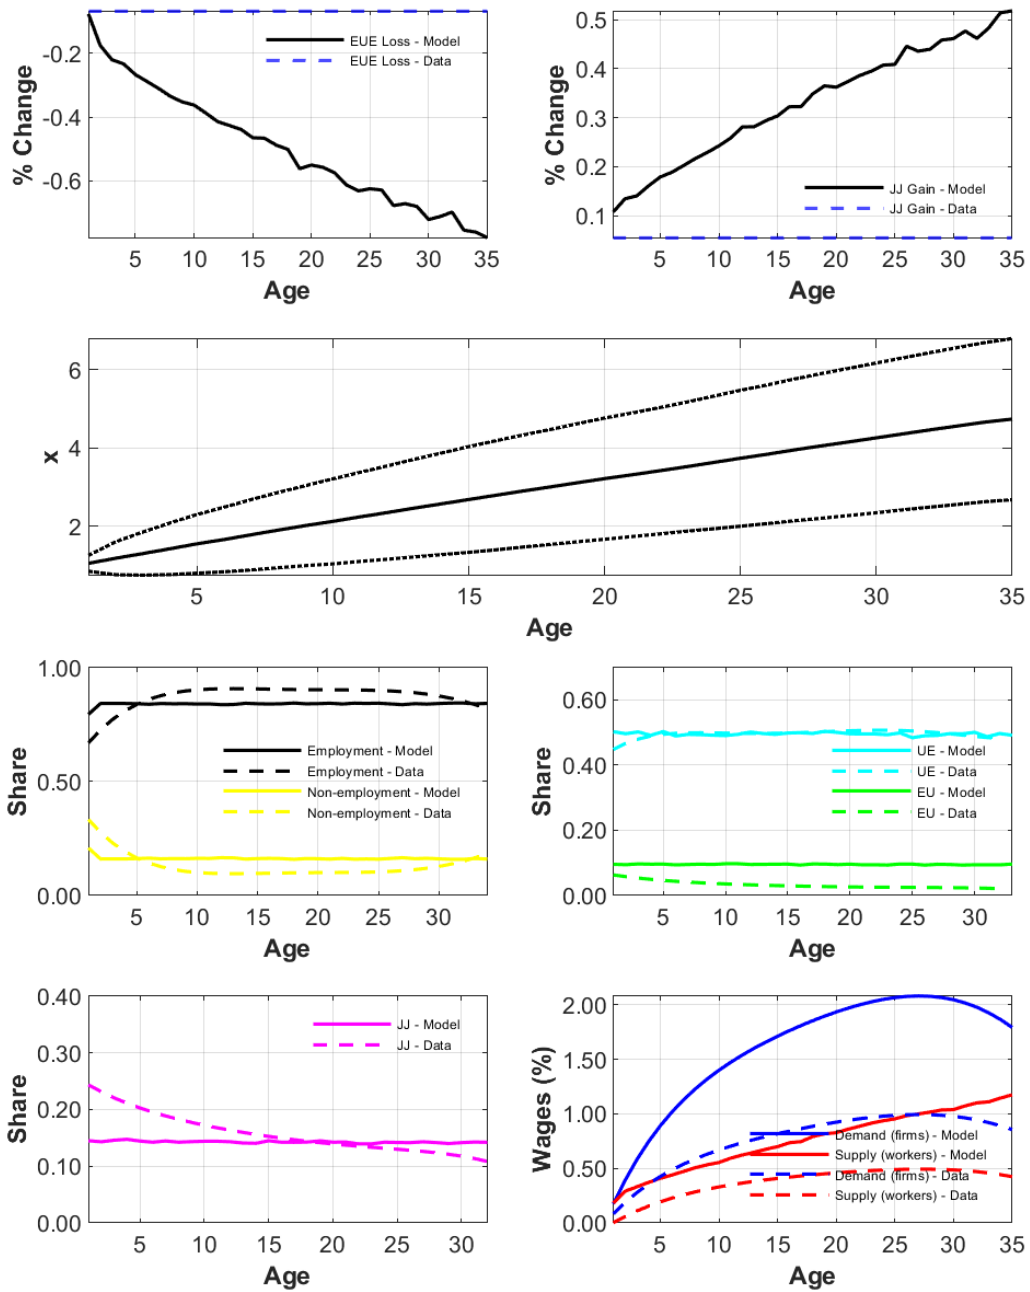 % Change
-0.2
-0.4
-0.6
EUE Loss - Model
EUE Loss - Data
5 10 15 20 25 30 35
Age
% Change
0.5
0.4
0.3
0.2
0.1
JJ Gain - Model
JJ Gain - Data
5 10 15 20 25 30 35
Age
x
6
4
2
5 10 15 20 25 30 35
Age
Share
1.00
0.50
0.00
Employment - Model
Employment - Data
Non-employment - Model
Non-employment - Data
5 10 15 20 25 30
Age
Share
0.60
0.40
0.20
0.00
UE - Model
UE - Data
EU - Model
EU - Data
5 10 15 20 25 30
Age
Share
0.40
0.30
0.20
0.10
0.00
JJ - Model
JJ - Data
5 10 15 20 25 30
Age
Wages (%)
2.00
1.50
1.00
0.50
0.00
Demand (firms) - Model
Supply (workers) - Model
Demand (firms) - Data
Supply (workers) - Data
5 10 15 20 25 30 35
Age